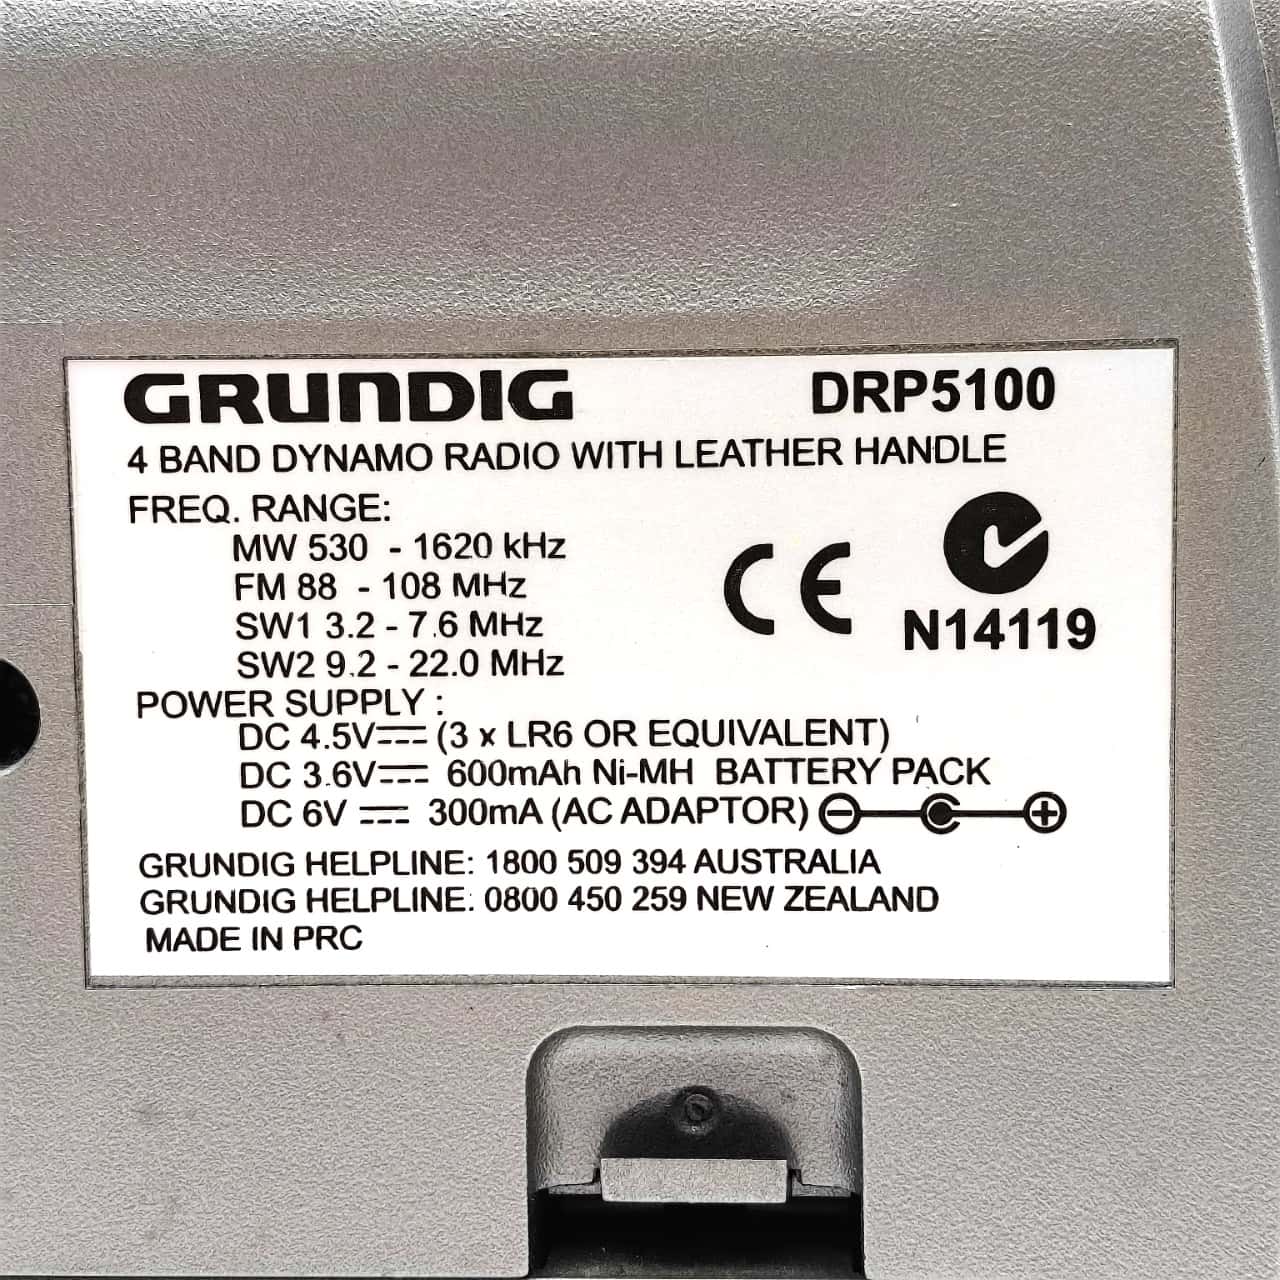 GRUNDIG DRP5100
4 BAND DYNAMO RADIO WITH LEATHER HANDLE
FREQ. RANGE:
MW 530 - 1620 kHz
FM 88 - 108 MHz
SW1 3.2 - 7.6 MHz
SW2 9.2 - 22.0 MHz
CE
N14119
POWER SUPPLY :
DC 4.5V⎓ (3 x LR6 OR EQUIVALENT)
DC 3.6V⎓ 600mAh Ni-MH BATTERY PACK
DC 6V ⎓ 300mA (AC ADAPTOR)
GRUNDIG HELPLINE: 1800 509 394 AUSTRALIA
GRUNDIG HELPLINE: 0800 450 259 NEW ZEALAND
MADE IN PRC